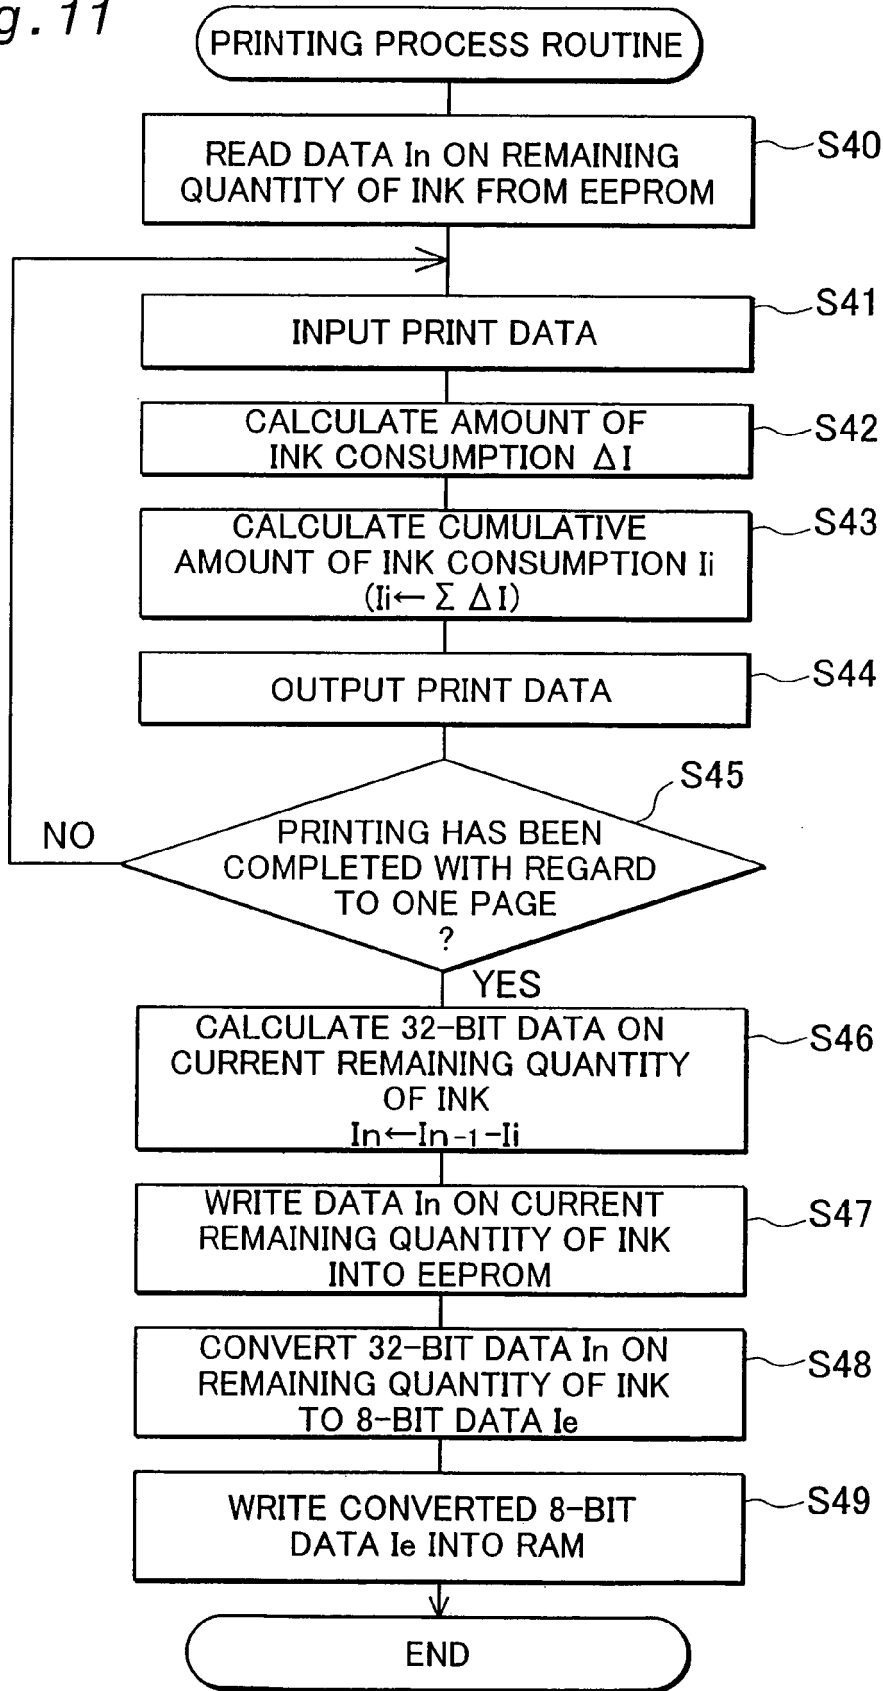 g. 11
PRINTING PROCESS ROUTINE
READ DATA In ON REMAINING
QUANTITY OF INK FROM EEPROM
S40
INPUT PRINT DATA
S41
CALCULATE AMOUNT OF
INK CONSUMPTION ΔI
S42
CALCULATE CUMULATIVE
AMOUNT OF INK CONSUMPTION Ii
(Ii←Σ ΔI)
S43
OUTPUT PRINT DATA
S44
S45
NO
PRINTING HAS BEEN
COMPLETED WITH REGARD
TO ONE PAGE
?
YES
CALCULATE 32-BIT DATA ON
CURRENT REMAINING QUANTITY
OF INK
In←In-1-Ii
S46
WRITE DATA In ON CURRENT
REMAINING QUANTITY OF INK
INTO EEPROM
S47
CONVERT 32-BIT DATA In ON
REMAINING QUANTITY OF INK
TO 8-BIT DATA Ie
S48
WRITE CONVERTED 8-BIT
DATA Ie INTO RAM
S49
END